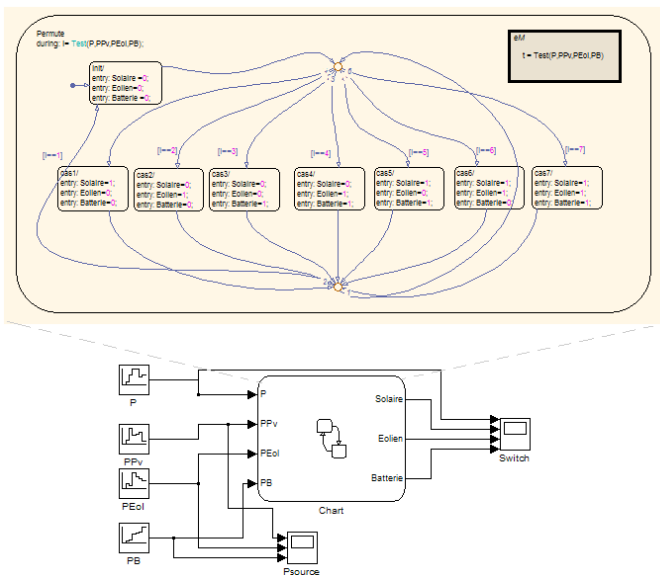 Permute
during: i= Test(P,PPv,PEol,PB);
eM
t = Test(P,PPv,PEol,PB)
Init/
entry: Solaire =0;
entry: Eolien=0;
entry: Batterie =0;
3
[i==1]
[i==2]
[i==3]
[i==4]
[i==5]
[i==6]
[i==7]
cas1/
entry: Solaire=1;
entry: Eolien=0;
entry: Batterie=0;
cas2/
entry: Solaire=0;
entry: Eolien=1;
entry: Batterie=0;
cas3/
entry: Solaire=0;
entry: Eolien=0;
entry: Batterie=1;
cas4/
entry: Solaire=0;
entry: Eolien=1;
entry: Batterie=1;
cas5/
entry: Solaire=1;
entry: Eolien=0;
entry: Batterie=1;
cas6/
entry: Solaire=1;
entry: Eolien=1;
entry: Batterie=0;
cas7/
entry: Solaire=1;
entry: Eolien=1;
entry: Batterie=1;
2
1
P
PPv
PEol
PB
P
PPv
PEol
PB
Solaire
Eolien
Batterie
Chart
Switch
Psource